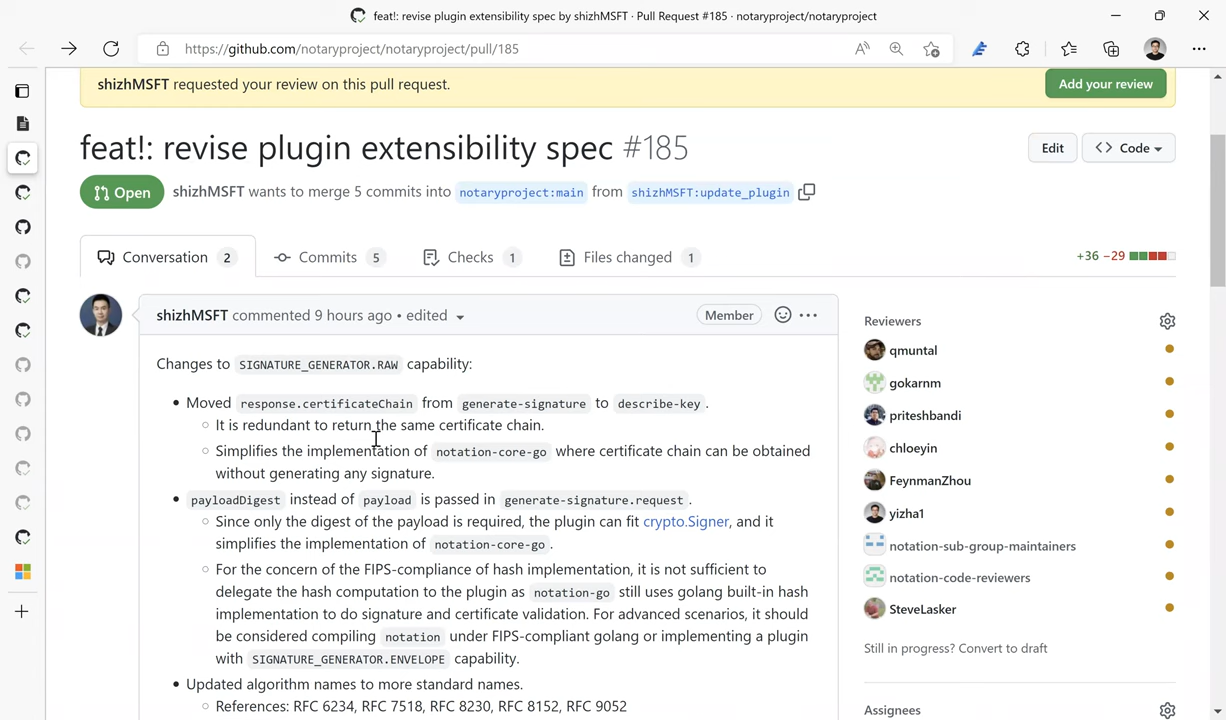 feat!: revise plugin extensibility spec by shizhMSFT · Pull Request #185 · notaryproject/notaryproject
https://github.com/notaryproject/notaryproject/pull/185
shizhMSFT requested your review on this pull request.
Add your review
feat!: revise plugin extensibility spec #185
Edit
<> Code
Open
shizhMSFT wants to merge 5 commits into notaryproject:main from shizhMSFT:update_plugin
Conversation 2
Commits 5
Checks 1
Files changed 1
+36 −29
shizhMSFT commented 9 hours ago • edited
Member
Changes to SIGNATURE_GENERATOR.RAW capability:
• Moved response.certificateChain from generate-signature to describe-key.
○ It is redundant to return the same certificate chain.
○ Simplifies the implementation of notation-core-go where certificate chain can be obtained
without generating any signature.
• payloadDigest instead of payload is passed in generate-signature.request.
○ Since only the digest of the payload is required, the plugin can fit crypto.Signer, and it
simplifies the implementation of notation-core-go.
○ For the concern of the FIPS-compliance of hash implementation, it is not sufficient to
delegate the hash computation to the plugin as notation-go still uses golang built-in hash
implementation to do signature and certificate validation. For advanced scenarios, it should
be considered compiling notation under FIPS-compliant golang or implementing a plugin
with SIGNATURE_GENERATOR.ENVELOPE capability.
• Updated algorithm names to more standard names.
○ References: RFC 6234, RFC 7518, RFC 8230, RFC 8152, RFC 9052
Reviewers
qmuntal
gokarnm
priteshbandi
chloeyin
FeynmanZhou
yizha1
notation-sub-group-maintainers
notation-code-reviewers
SteveLasker
Still in progress? Convert to draft
Assignees